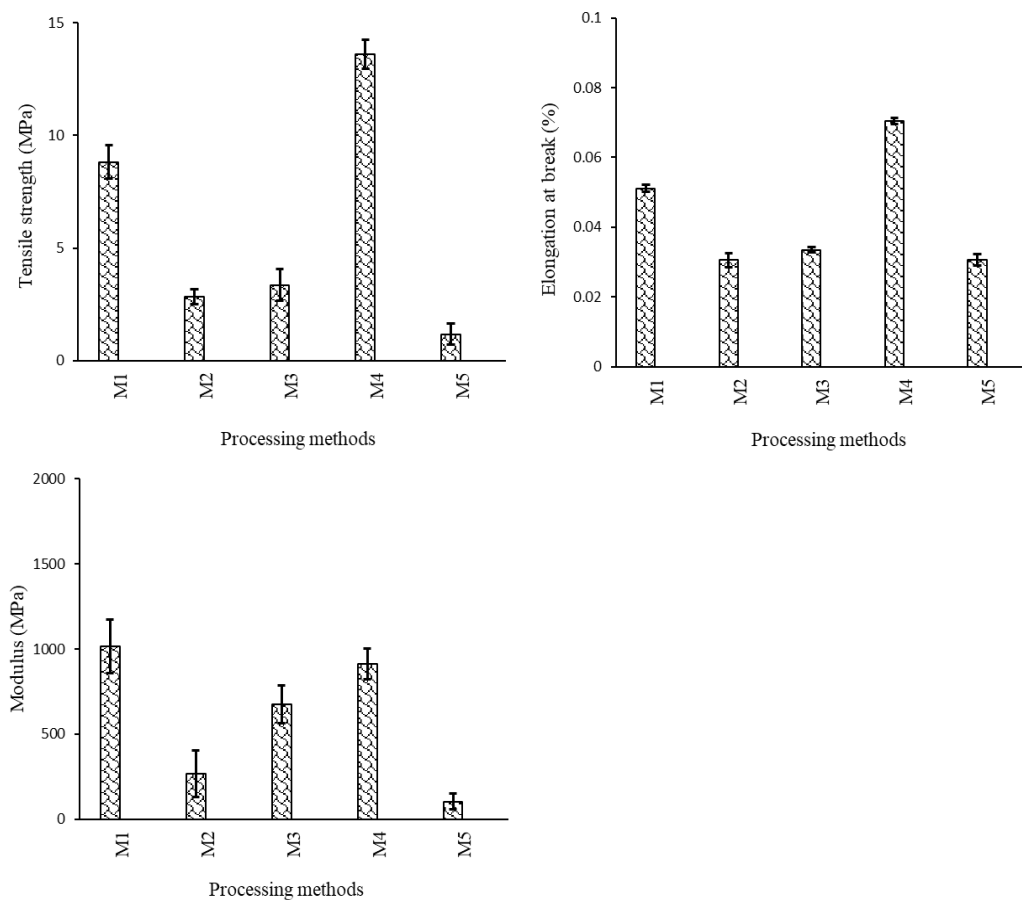 Tensile strength (MPa)
15
10
5
0
M1
M2
M3
M4
M5
Processing methods
Elongation at break (%)
0.1
0.08
0.06
0.04
0.02
0
M1
M2
M3
M4
M5
Processing methods
Modulus (MPa)
2000
1500
1000
500
0
M1
M2
M3
M4
M5
Processing methods